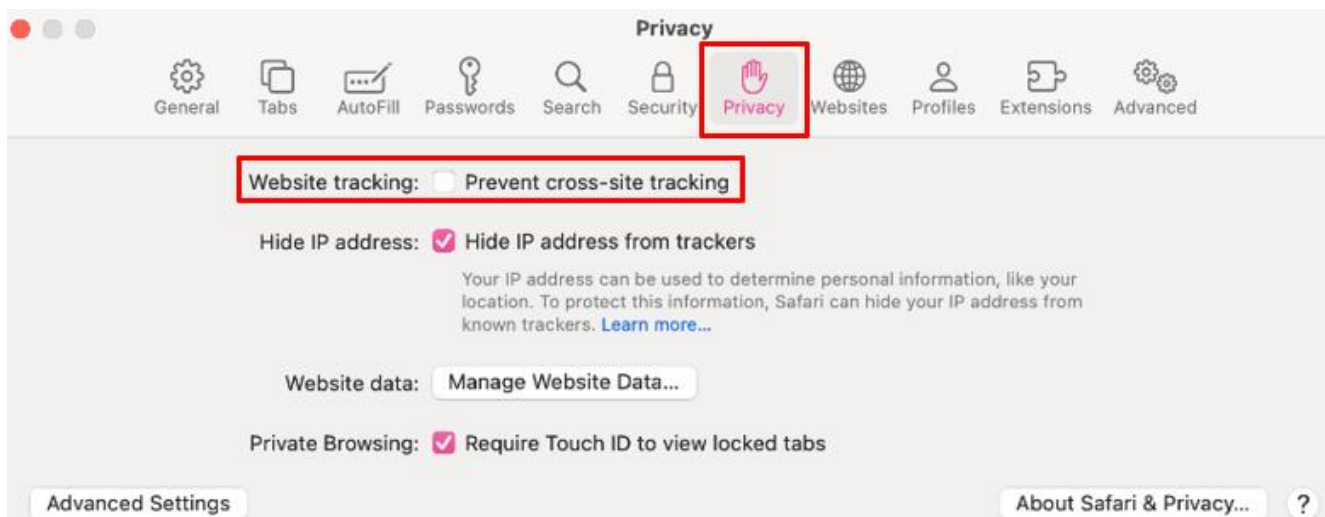 Privacy
General Tabs AutoFill Passwords Search Security Privacy Websites Profiles Extensions Advanced
Website tracking: Prevent cross-site tracking
Hide IP address: Hide IP address from trackers
Your IP address can be used to determine personal information, like your
location. To protect this information, Safari can hide your IP address from
known trackers. Learn more...
Website data: Manage Website Data...
Private Browsing: Require Touch ID to view locked tabs
Advanced Settings About Safari & Privacy... ?